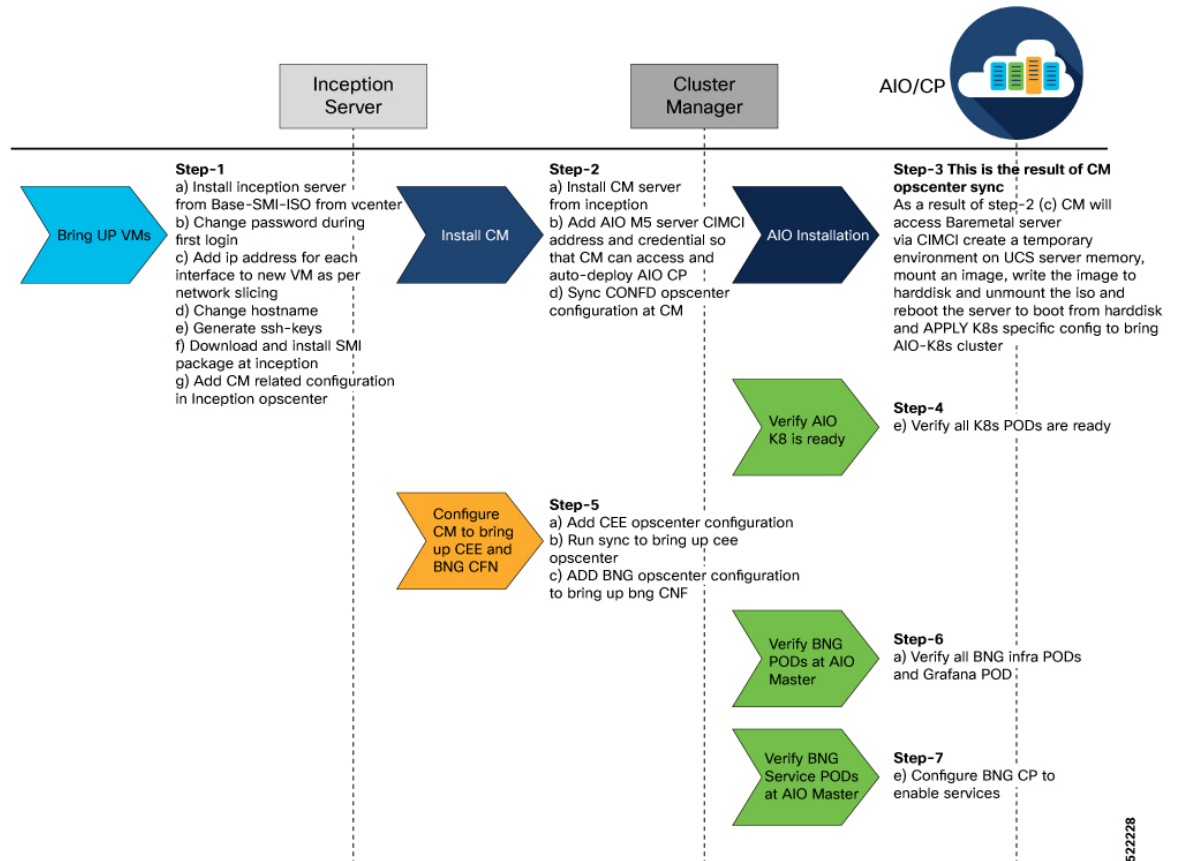 Inception
Server
Cluster
Manager
AIO/CP
Bring UP VMs
Step-1
a) Install inception server
from Base-SMI-ISO from vcenter
b) Change password during
first login
c) Add ip address for each
interface to new VM as per
network slicing
d) Change hostname
e) Generate ssh-keys
f) Download and install SMI
package at inception
g) Add CM related configuration
in Inception opscenter
Install CM
Step-2
a) Install CM server
from inception
b) Add AIO M5 server CIMCI
address and credential so
that CM can access and
auto-deploy AIO CP
d) Sync CONFD opscenter
configuration at CM
AIO Installation
Step-3 This is the result of CM
opscenter sync
As a result of step-2 (c) CM will
access Baremetal server
via CIMCI create a temporary
environment on UCS server memory,
mount an image, write the image to
harddisk and unmount the iso and
reboot the server to boot from harddisk
and APPLY K8s specific config to bring
AIO-K8s cluster
Verify AIO
K8 is ready
Step-4
e) Verify all K8s PODs are ready
Configure
CM to bring
up CEE and
BNG CFN
Step-5
a) Add CEE opscenter configuration
b) Run sync to bring up cee
opscenter
c) ADD BNG opscenter configuration
to bring up bng CNF
Verify BNG
PODs at AIO
Master
Step-6
a) Verify all BNG infra PODs
and Grafana POD
Verify BNG
Service PODs
at AIO Master
Step-7
e) Configure BNG CP to
enable services
522228